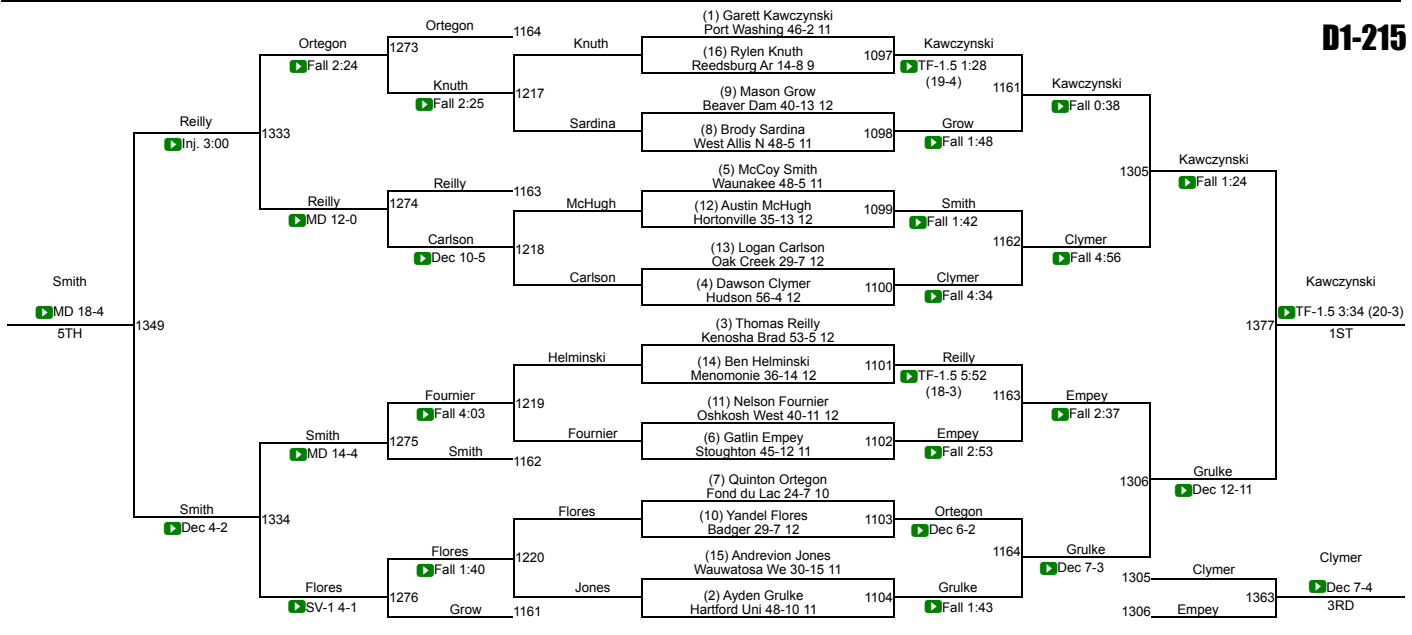 D1-215
(1) Garett Kawczynski
Port Washing 46-2 11
(16) Rylen Knuth
Reedsburg Ar 14-8 9
1097
(9) Mason Grow
Beaver Dam 40-13 12
(8) Brody Sardina
West Allis N 48-5 11
1098
(5) McCoy Smith
Waunakee 48-5 11
(12) Austin McHugh
Hortonville 35-13 12
1099
(13) Logan Carlson
Oak Creek 29-7 12
(4) Dawson Clymer
Hudson 56-4 12
1100
(3) Thomas Reilly
Kenosha Brad 53-5 12
(14) Ben Helminski
Menomonie 36-14 12
1101
(11) Nelson Fournier
Oshkosh West 40-11 12
(6) Gatlin Empey
Stoughton 45-12 11
1102
(7) Quinton Ortegon
Fond du Lac 24-7 10
(10) Yandel Flores
Badger 29-7 12
1103
(15) Andrevion Jones
Wauwatosa We 30-15 11
(2) Ayden Grulke
Hartford Uni 48-10 11
1104
Kawczynski
TF-1.5 1:28
(19-4)
1161
Grow
Fall 1:48
Smith
Fall 1:42
1162
Clymer
Fall 4:34
Reilly
TF-1.5 5:52
(18-3)
1163
Empey
Fall 2:53
Ortegon
Dec 6-2
1164
Grulke
Fall 1:43
Kawczynski
Fall 0:38
1305
Clymer
Fall 4:56
Empey
Fall 2:37
1306
Grulke
Dec 7-3
Kawczynski
Fall 1:24
1377
Grulke
Dec 12-11
Kawczynski
TF-1.5 3:34 (20-3)
1ST
1305
Clymer
1363
1306
Empey
Clymer
Dec 7-4
3RD
Knuth
1217
Sardina
McHugh
1218
Carlson
Helminski
1219
Fournier
Flores
1220
Jones
Ortegon
1164
1273
Knuth
Fall 2:25
Reilly
1163
1274
Carlson
Dec 10-5
Fournier
Fall 4:03
1275
Smith
1162
Flores
Fall 1:40
1276
Grow
1161
Ortegon
Fall 2:24
1333
Reilly
MD 12-0
Smith
MD 14-4
1334
Flores
SV-1 4-1
Reilly
Inj. 3:00
1349
Smith
Dec 4-2
Smith
MD 18-4
5TH